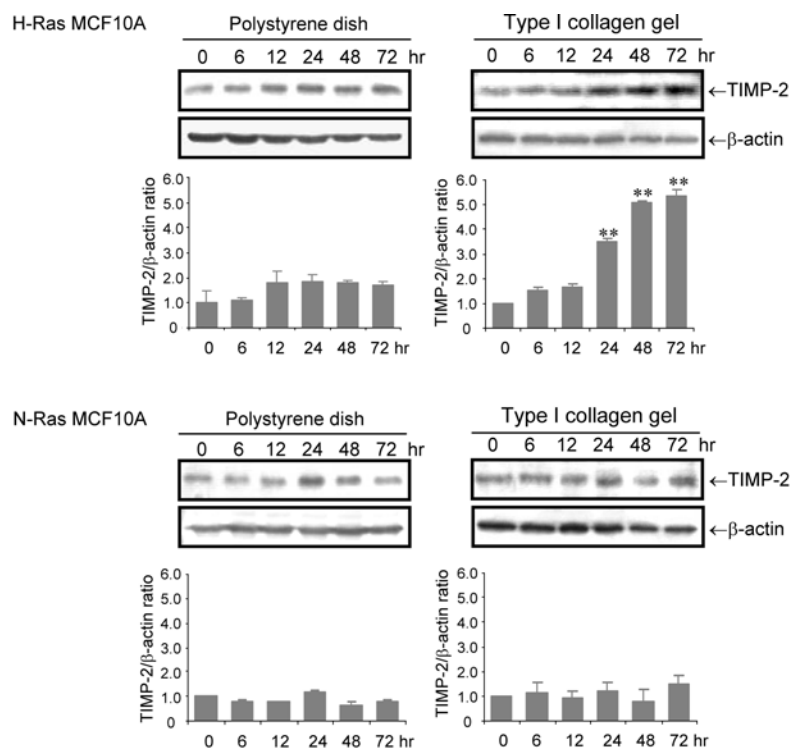 H-Ras MCF10A
Polystyrene dish
0 6 12 24 48 72 hr
Type I collagen gel
0 6 12 24 48 72 hr
←TIMP-2
←β-actin
TIMP-2/β-actin ratio
6.0
5.0
4.0
3.0
2.0
1.0
0
0 6 12 24 48 72 hr
TIMP-2/β-actin ratio
6.0
5.0
4.0
3.0
2.0
1.0
0
** ** **
0 6 12 24 48 72 hr
N-Ras MCF10A
Polystyrene dish
0 6 12 24 48 72 hr
Type I collagen gel
0 6 12 24 48 72 hr
←TIMP-2
←β-actin
TIMP-2/β-actin ratio
6.0
5.0
4.0
3.0
2.0
1.0
0
0 6 12 24 48 72 hr
TIMP-2/β-actin ratio
6.0
5.0
4.0
3.0
2.0
1.0
0
0 6 12 24 48 72 hr